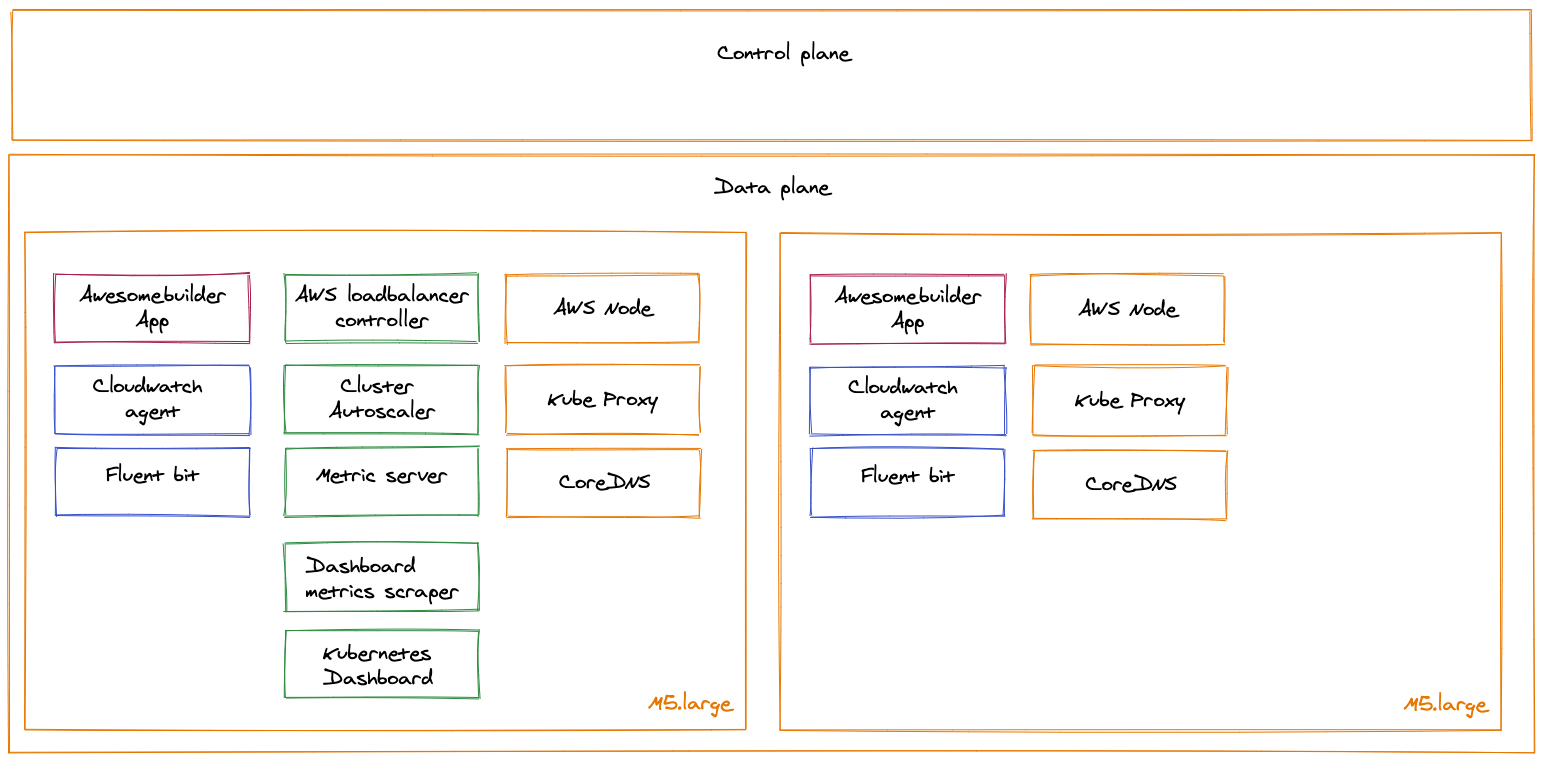 Control plane
Data plane
Awesomebuilder
App
AWS loadbalancer
controller
AWS Node
Cloudwatch
agent
Cluster
Autoscaler
Kube Proxy
Fluent bit
Metric server
CoreDNS
Dashboard
metrics scraper
Kubernetes
Dashboard
M5.large
Awesomebuilder
App
AWS Node
Cloudwatch
agent
Kube Proxy
Fluent bit
CoreDNS
M5.large